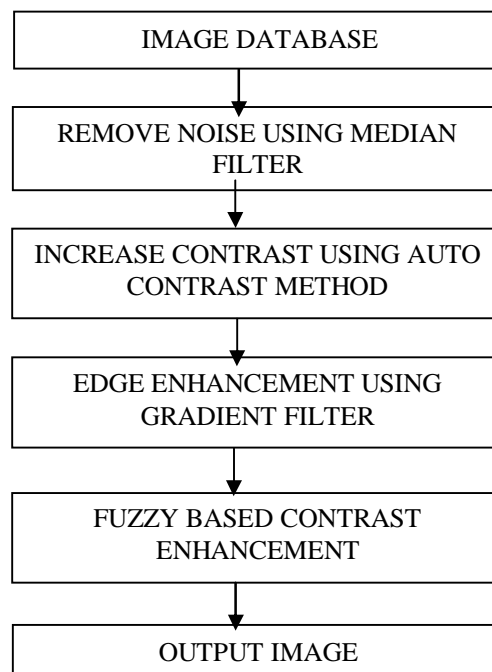 IMAGE DATABASE
REMOVE NOISE USING MEDIAN
FILTER
INCREASE CONTRAST USING AUTO
CONTRAST METHOD
EDGE ENHANCEMENT USING
GRADIENT FILTER
FUZZY BASED CONTRAST
ENHANCEMENT
OUTPUT IMAGE